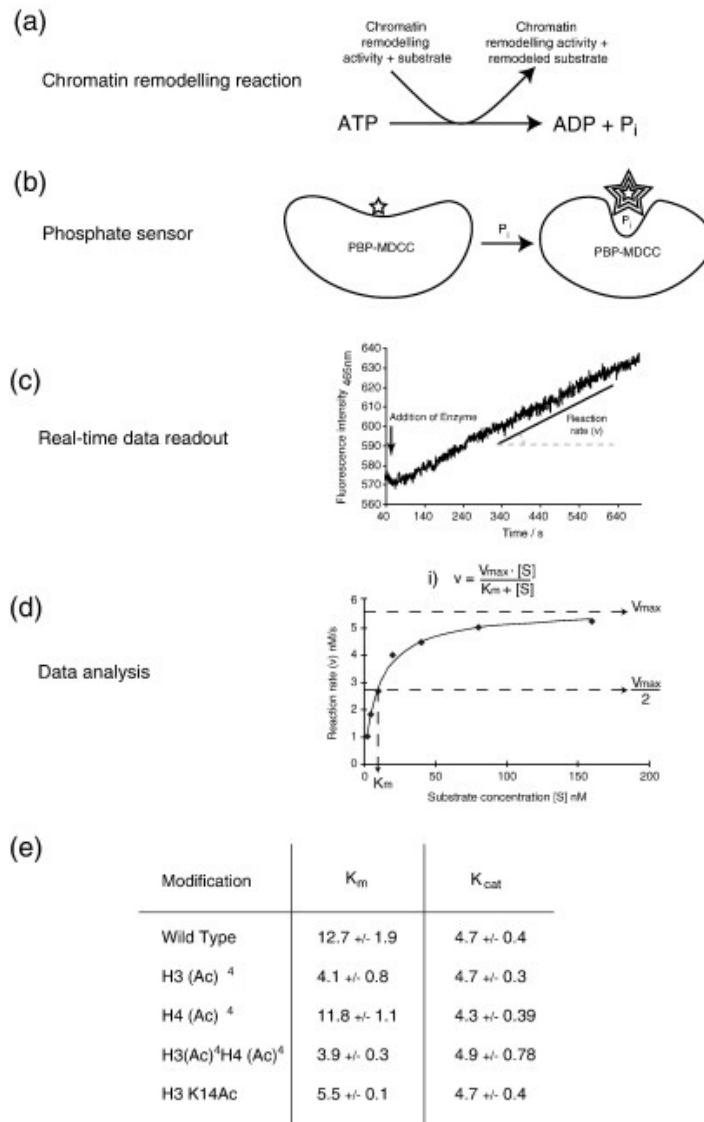 (a)
Chromatin remodelling reaction
Chromatin
remodelling
activity + substrate
Chromatin
remodelling activity +
remodeled substrate
ATP
ADP + Pi
(b)
Phosphate sensor
PBP-MDCC
Pi
Pi
PBP-MDCC
(c)
Real-time data readout
Fluorescence intensity 465nm
640
630
620
610
600
590
580
570
560
Addition of Enzyme
Reaction
rate (v)
40 140 240 340 440 540 640
Time / s
(d)
Data analysis
i) v = Vmax · [S]
Km + [S]
Reaction rate (v) nM/s
6
5
4
3
2
1
0
Vmax
Vmax
2
0 50 100 150 200
Km
Substrate concentration [S] nM
(e)
Modification Km Kcat
Wild Type 12.7 +/- 1.9 4.7 +/- 0.4
H3 (Ac) 4 4.1 +/- 0.8 4.7 +/- 0.3
H4 (Ac) 4 11.8 +/- 1.1 4.3 +/- 0.39
H3(Ac)4H4 (Ac)4 3.9 +/- 0.3 4.9 +/- 0.78
H3 K14Ac 5.5 +/- 0.1 4.7 +/- 0.4